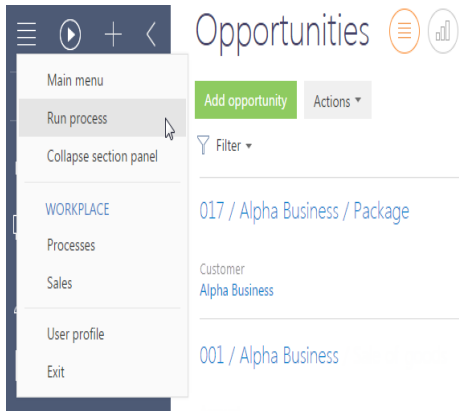 Opportunities
Main menu
Run process
Collapse section panel
WORKPLACE
Processes
Sales
User profile
Exit
Add opportunity
Actions
Filter
017 / Alpha Business / Package
Customer
Alpha Business
001 / Alpha Business